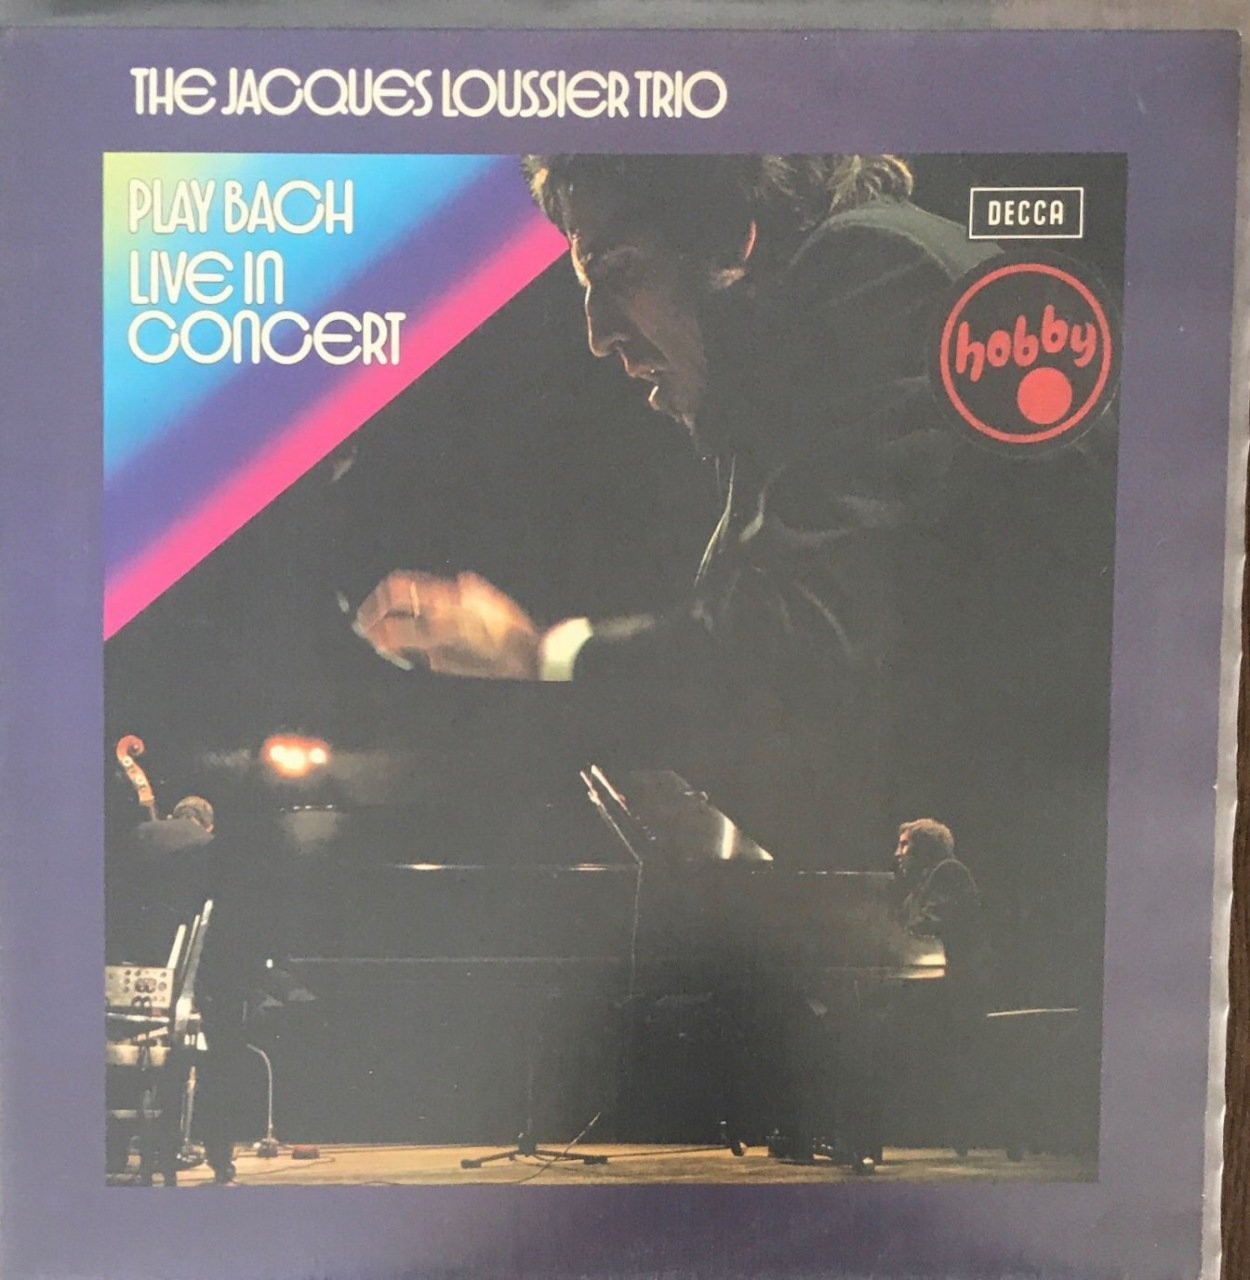 THE JACQUES LOUSSIER TRIO
PLAY BACH
LIVE IN
CONCERT
DECCA
hobby